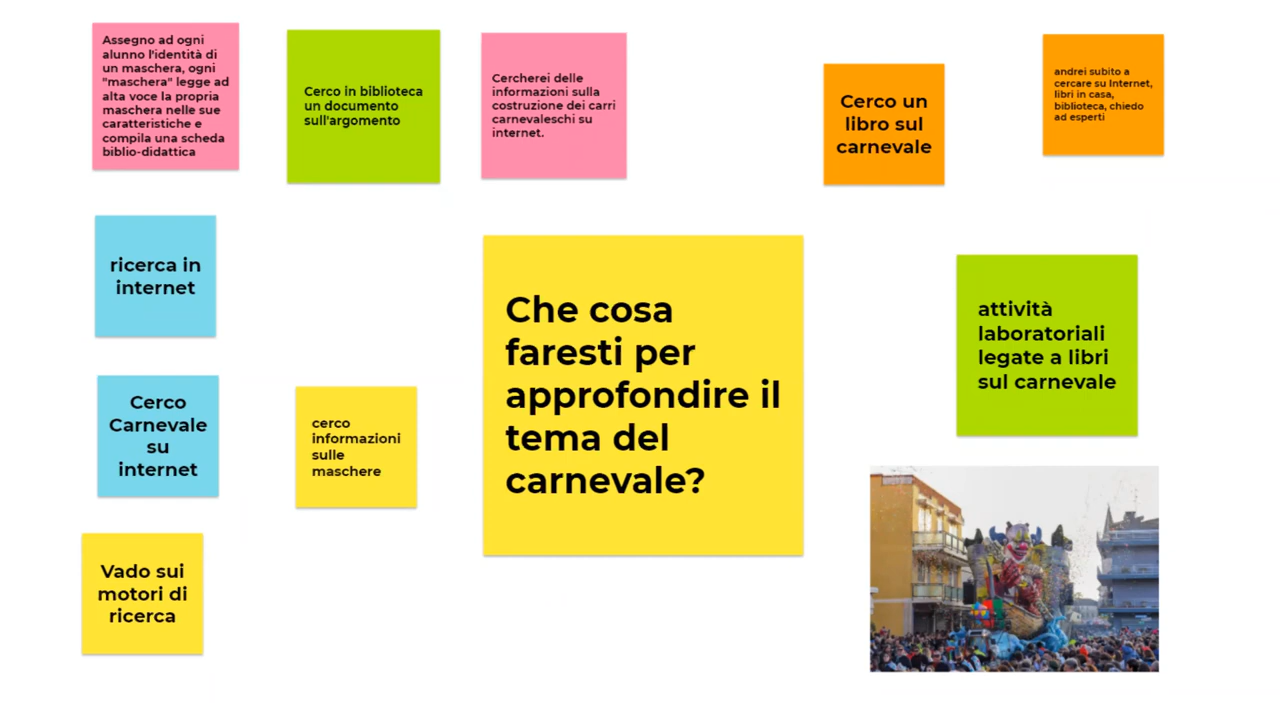 Assegno ad ogni
alunno l'identità di
un maschera, ogni
"maschera" legge ad
alta voce la propria
maschera nelle sue
caratteristiche e
compila una scheda
biblio-didattica
Cerco in biblioteca
un documento
sull'argomento
Cercherei delle
informazioni sulla
costruzione dei carri
carnevaleschi su
internet.
Cerco un
libro sul
carnevale
andrei subito a
cercare su Internet,
libri in casa,
biblioteca, chiedo
ad esperti
ricerca in
internet
Che cosa
faresti per
approfondire il
tema del
carnevale?
attività
laboratoriali
legate a libri
sul carnevale
Cerco
Carnevale
su
internet
cerco
informazioni
sulle
maschere
Vado sui
motori di
ricerca